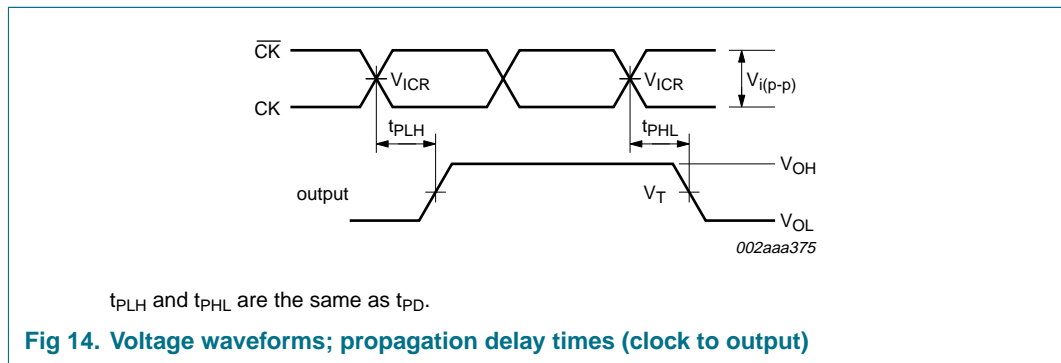 CK
V_ICR
V_ICR
V_i(p-p)
CK
t_PLH
t_PHL
V_OH
output
V_T
V_OL
002aaa375
t_PLH and t_PHL are the same as t_PD.
Fig 14. Voltage waveforms; propagation delay times (clock to output)